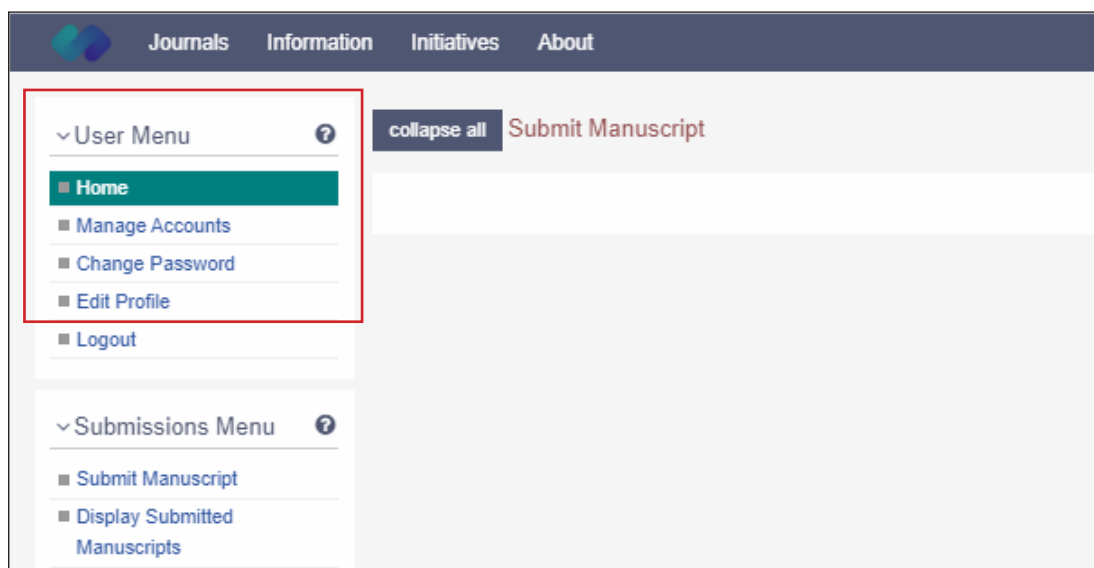 Journals Information Initiatives About
User Menu
Home
Manage Accounts
Change Password
Edit Profile
Logout
Submissions Menu
Submit Manuscript
Display Submitted
Manuscripts
collapse all Submit Manuscript